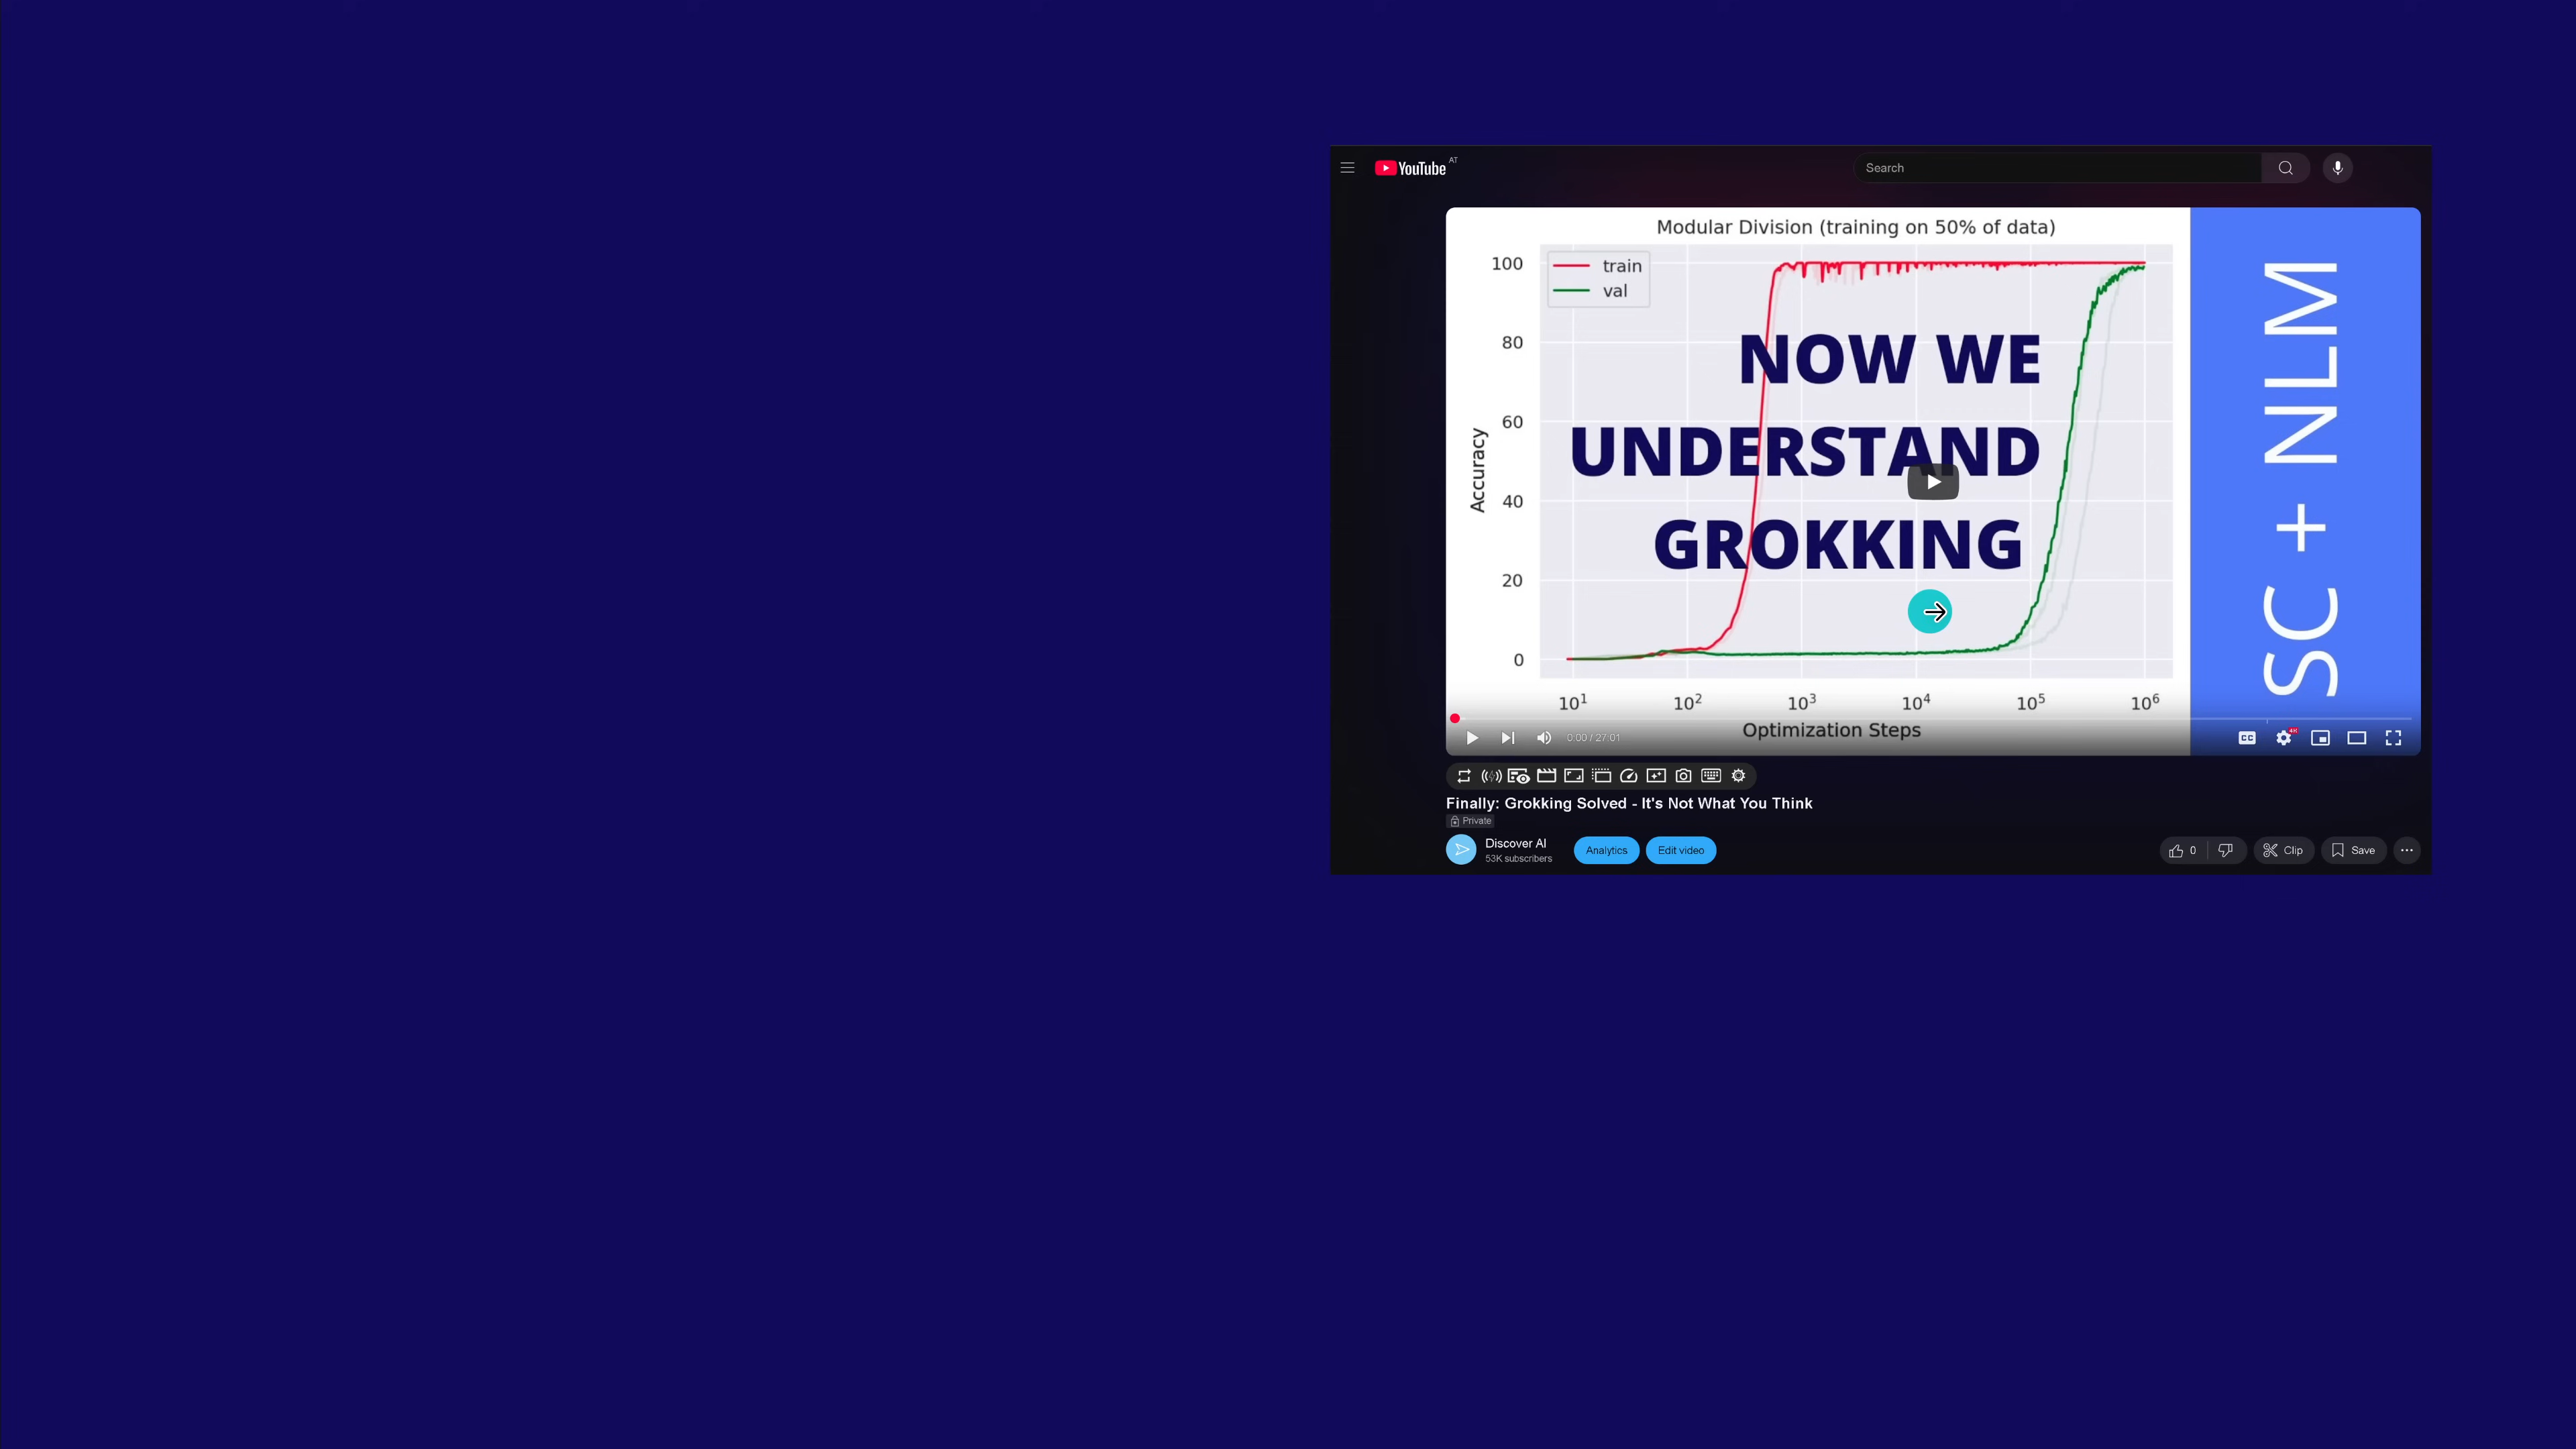 YouTube AT
Search
Modular Division (training on 50% of data)
train
val
100
80
60
40
20
0
Accuracy
NOW WE
UNDERSTAND
GROKKING
SC + NLM
10¹ 10² 10³ 10⁴ 10⁵ 10⁶
Optimization Steps
0:00 / 27:01
CC
4K
Finally: Grokking Solved - It's Not What You Think
Private
Discover AI
53K subscribers
Analytics
Edit video
0
Clip
Save